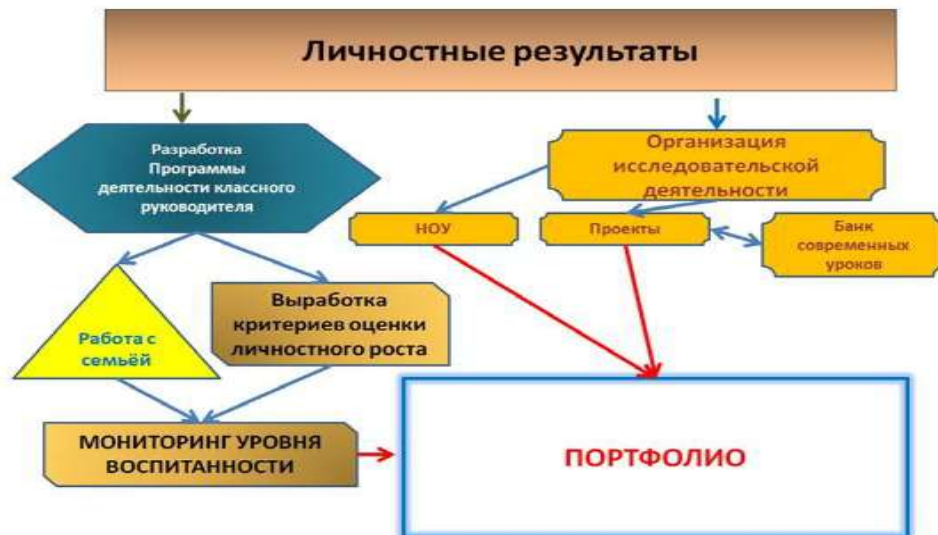 Личностные результаты
Разработка
Программы
деятельности классного
руководителя
Организация
исследовательской
деятельности
НОУ
Проекты
Банк
современных
уроков
Работа с
семьёй
Выработка
критериев оценки
личностного роста
МОНИТОРИНГ УРОВНЯ
ВОСПИТАННОСТИ
ПОРТФОЛИО